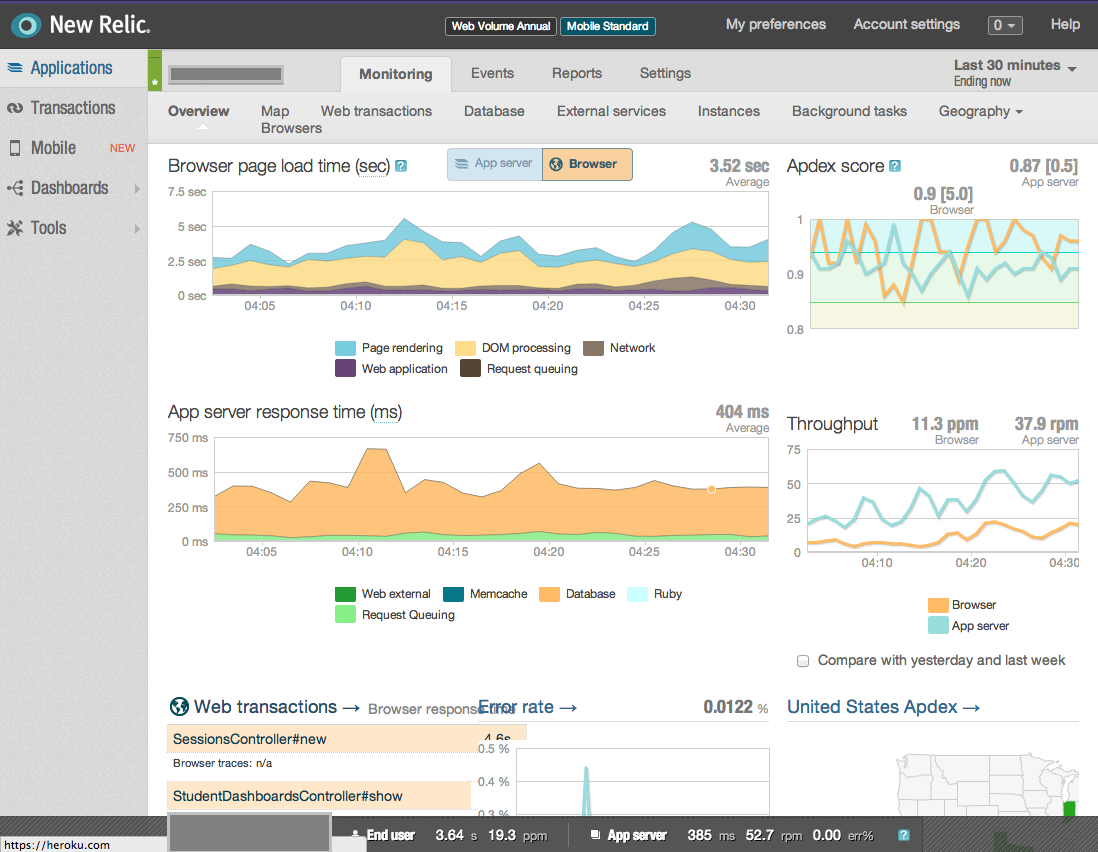 New Relic.
Web Volume Annual Mobile Standard
My preferences Account settings 0 Help
Applications
Transactions
Mobile NEW
Dashboards
Tools
Monitoring Events Reports Settings
Last 30 minutes
Ending now
Overview Map Web transactions Database External services Instances Background tasks Geography
Browsers
Browser page load time (sec) ?
App server Browser
3.52 sec
Average
7.5 sec
5 sec
2.5 sec
0 sec
04:05 04:10 04:15 04:20 04:25 04:30
Page rendering DOM processing Network
Web application Request queuing
Apdex score ?
0.87 [0.5]
App server
0.9 [5.0]
Browser
1
0.9
0.8
App server response time (ms)
404 ms
Average
750 ms
500 ms
250 ms
0 ms
04:05 04:10 04:15 04:20 04:25 04:30
Web external Memcache Database Ruby
Request Queuing
Throughput
11.3 ppm
Browser
37.9 rpm
App server
75
50
25
0
04:10 04:20 04:30
Browser
App server
Compare with yesterday and last week
Web transactions → Browser response time
SessionsController#new 4.6s
Browser traces: n/a
StudentDashboardsController#show
Error rate →
0.0122 %
0.5 %
0.4 %
0.3 %
United States Apdex →
End user 3.64 s 19.3 ppm App server 385 ms 52.7 rpm 0.00 err% ?
https://heroku.com